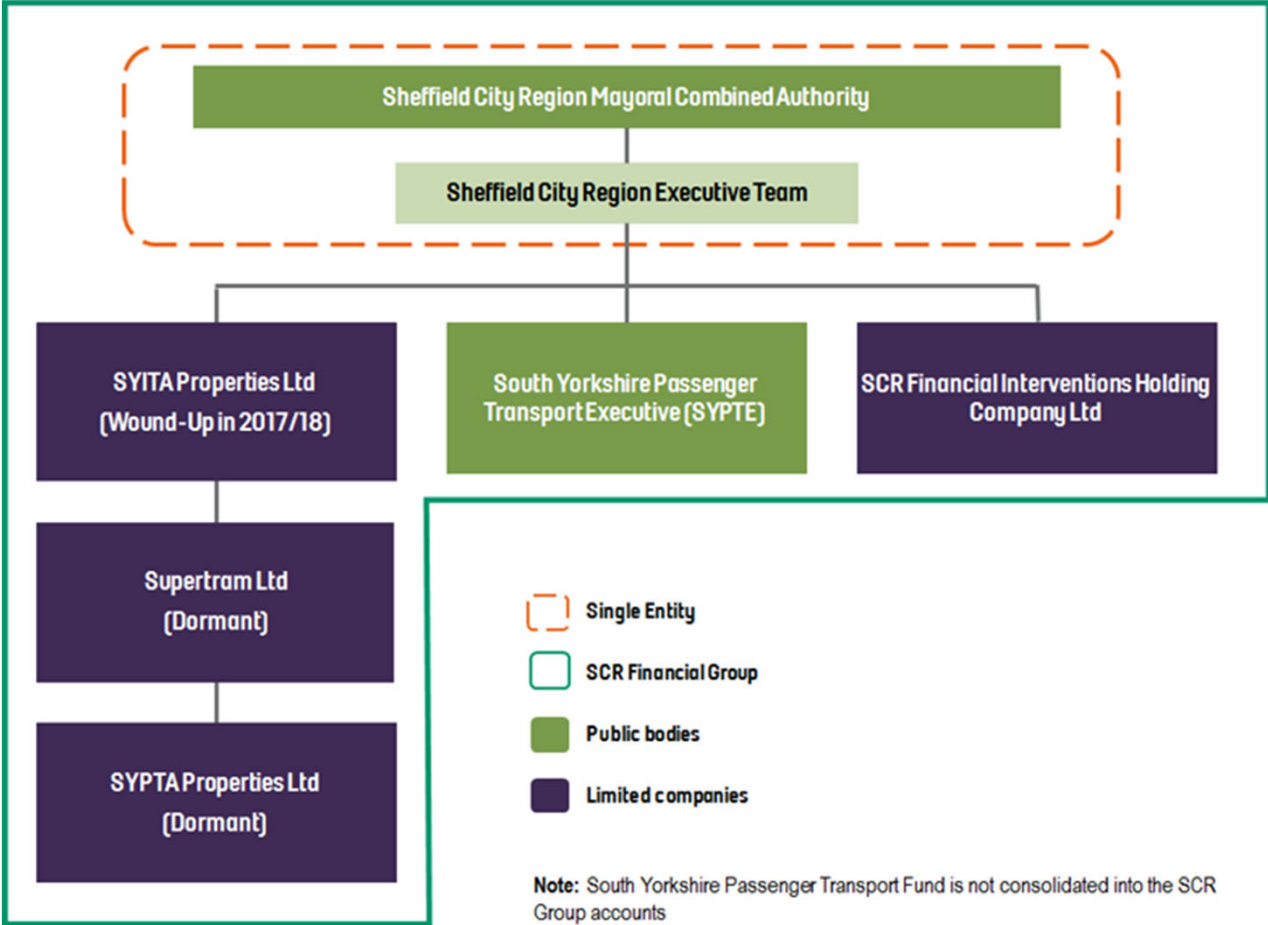 Sheffield City Region Mayoral Combined Authority
Sheffield City Region Executive Team
SYITA Properties Ltd
(Wound-Up in 2017/18)
South Yorkshire Passenger
Transport Executive (SYPTE)
SCR Financial Interventions Holding
Company Ltd
Supertram Ltd
(Dormant)
SYPTA Properties Ltd
(Dormant)
Single Entity
SCR Financial Group
Public bodies
Limited companies
Note: South Yorkshire Passenger Transport Fund is not consolidated into the SCR
Group accounts